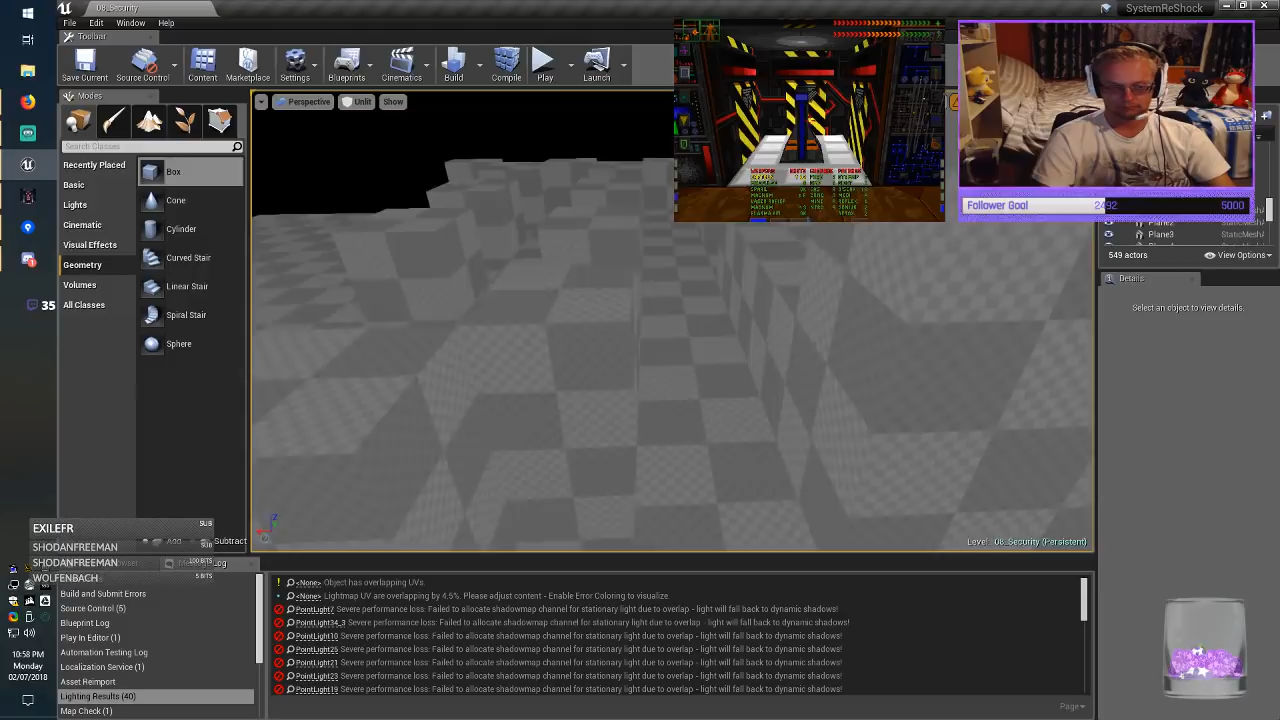 08_Security
SystemReShock
File Edit Window Help
Toolbar
Save Current
Source Control
Content
Marketplace
Settings
Blueprints
Cinematics
Build
Compile
Play
Launch
Modes
Search Classes
Recently Placed
Basic
Lights
Cinematic
Visual Effects
Geometry
Volumes
All Classes
Box
Cone
Cylinder
Curved Stair
Linear Stair
Spiral Stair
Sphere
Perspective
Unlit
Show
Follower Goal 2492 5000
Plane2
Plane3
549 actors
View Options
Details
Select an object to view details.
35
Level: 08_Security (Persistent)
EXILEFR SUB
SHODANFREEMAN SUB
SHODANFREEMAN 100 BITS
WOLFENBACH 5 BITS
Add
Subtract
Log
Build and Submit Errors
Source Control (5)
Blueprint Log
Play In Editor (1)
Automation Testing Log
Localization Service (1)
Asset Reimport
Lighting Results (40)
Map Check (1)
<None> Object has overlapping UVs.
<None> Lightmap UV are overlapping by 4.5%. Please adjust content - Enable Error Coloring to visualize
PointLight7 Severe performance loss: Failed to allocate shadowmap channel for stationary light due to overlap - light will fall back to dynamic shadows!
PointLight34_3 Severe performance loss: Failed to allocate shadowmap channel for stationary light due to overlap - light will fall back to dynamic shadows!
PointLight10 Severe performance loss: Failed to allocate shadowmap channel for stationary light due to overlap - light will fall back to dynamic shadows!
PointLight25 Severe performance loss: Failed to allocate shadowmap channel for stationary light due to overlap - light will fall back to dynamic shadows!
PointLight21 Severe performance loss: Failed to allocate shadowmap channel for stationary light due to overlap - light will fall back to dynamic shadows!
PointLight23 Severe performance loss: Failed to allocate shadowmap channel for stationary light due to overlap - light will fall back to dynamic shadows!
PointLight19 Severe performance loss: Failed to allocate shadowmap channel for stationary light due to overlap - light will fall back to dynamic shadows!
Page
10:58 PM
Monday
02/07/2018